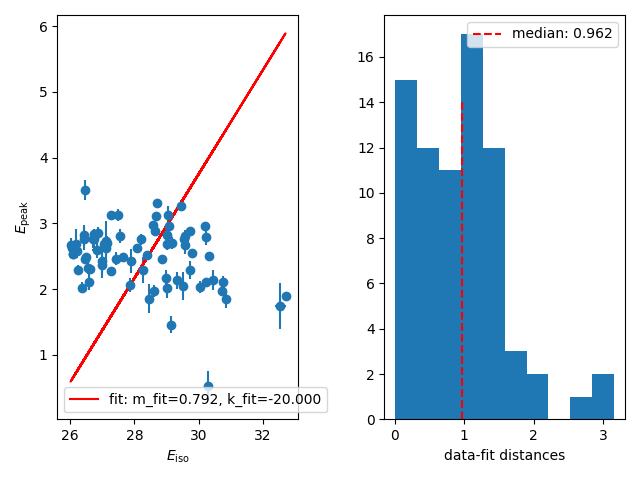 6
5
4
3
2
1
E_peak
fit: m_fit=0.792, k_fit=-20.000
26 28 30 32
E_iso
median: 0.962
16
14
12
10
8
6
4
2
0
0 1 2 3
data-fit distances